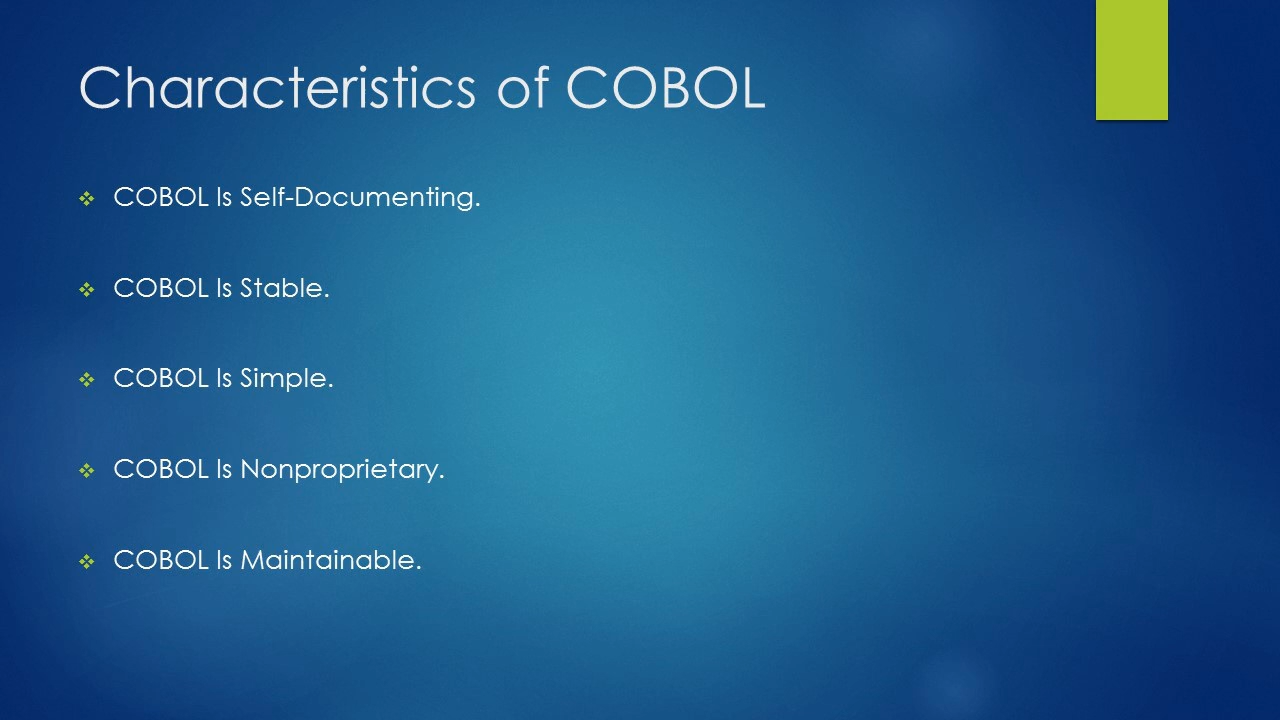 Characteristics of COBOL
COBOL Is Self-Documenting.
COBOL Is Stable.
COBOL Is Simple.
COBOL Is Nonproprietary.
COBOL Is Maintainable.